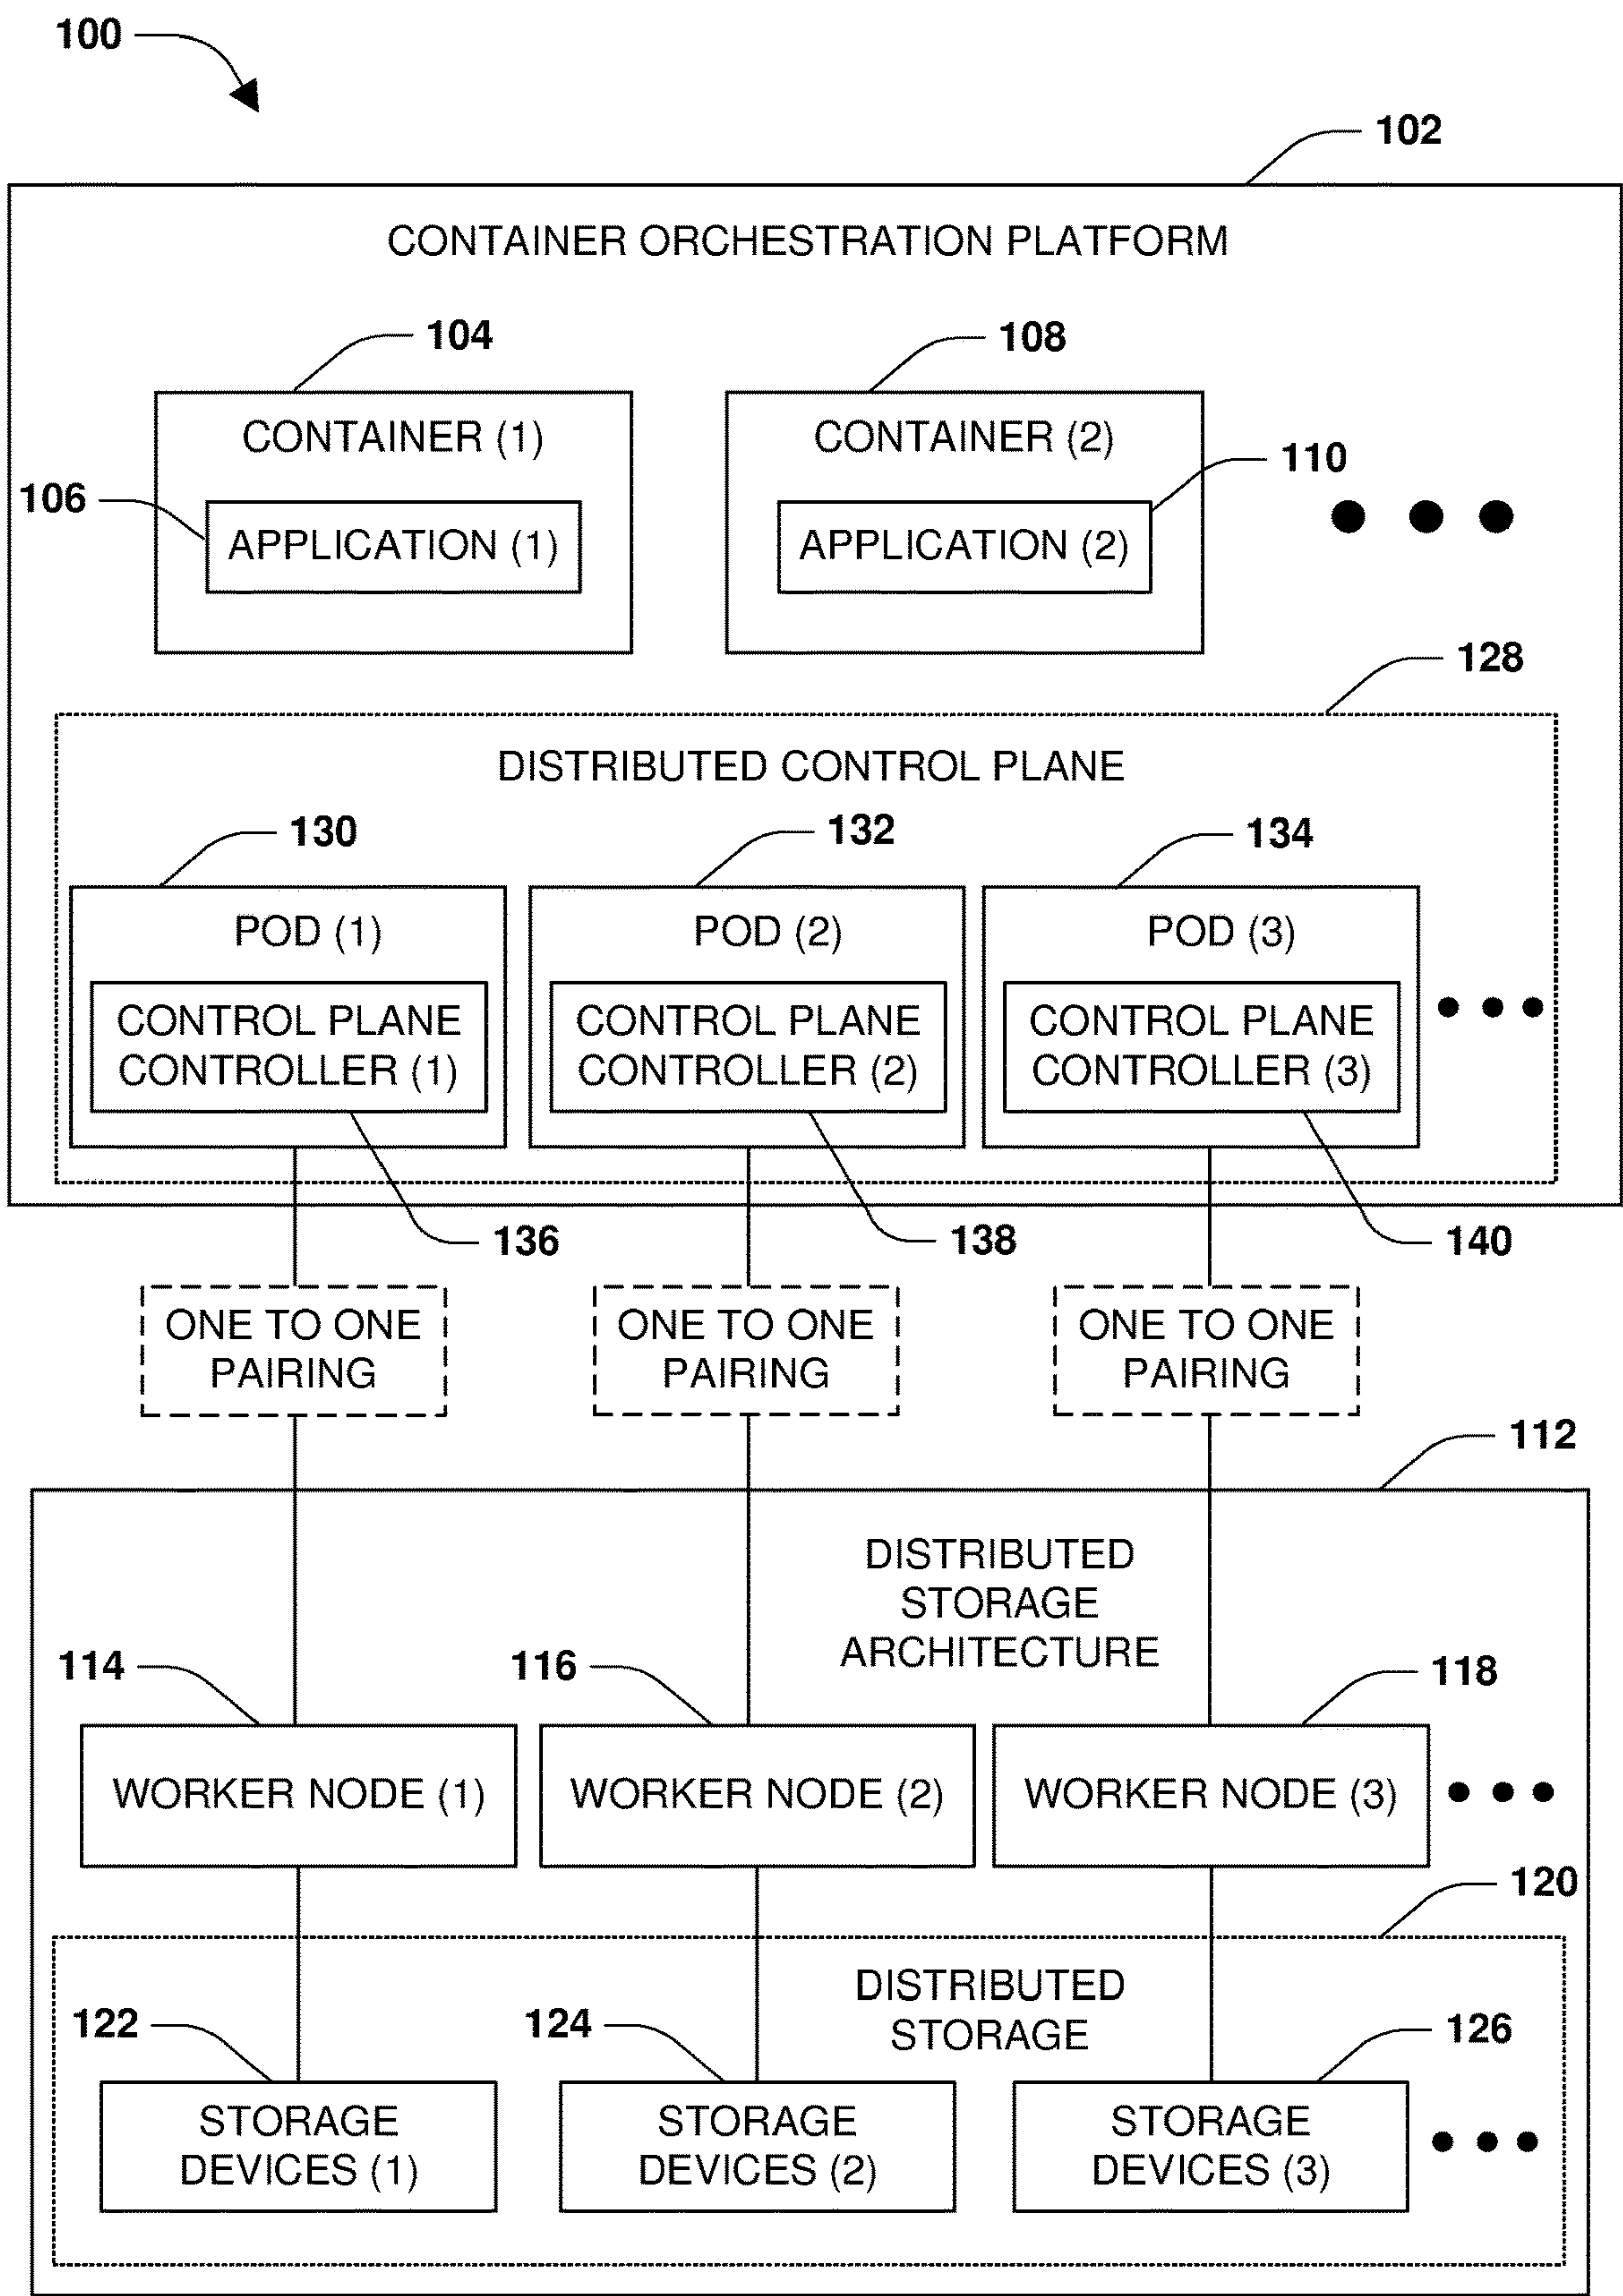 100
102
CONTAINER ORCHESTRATION PLATFORM
104
108
CONTAINER (1)
CONTAINER (2)
106
110
APPLICATION (1)
APPLICATION (2)
128
DISTRIBUTED CONTROL PLANE
130
132
134
POD (1)
POD (2)
POD (3)
CONTROL PLANE
CONTROLLER (1)
CONTROL PLANE
CONTROLLER (2)
CONTROL PLANE
CONTROLLER (3)
136
138
140
ONE TO ONE
PAIRING
ONE TO ONE
PAIRING
ONE TO ONE
PAIRING
112
DISTRIBUTED
STORAGE
ARCHITECTURE
114
116
118
WORKER NODE (1)
WORKER NODE (2)
WORKER NODE (3)
120
DISTRIBUTED
STORAGE
122
124
126
STORAGE
DEVICES (1)
STORAGE
DEVICES (2)
STORAGE
DEVICES (3)